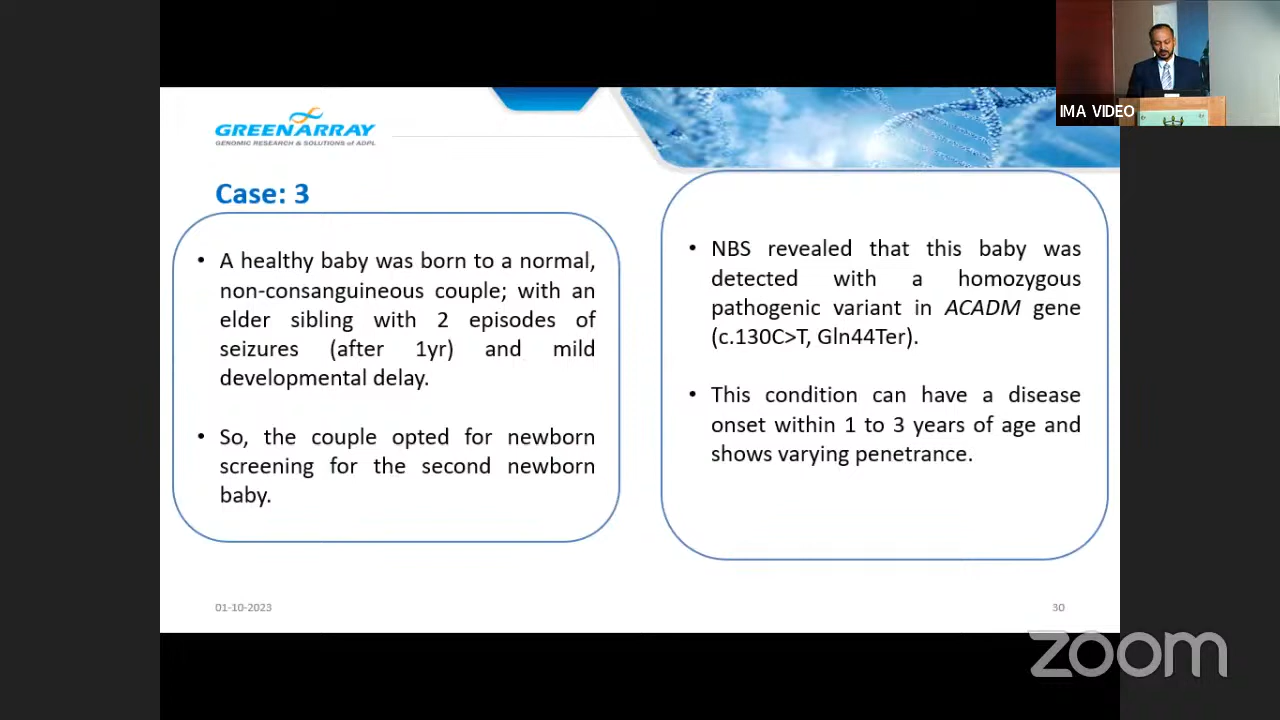 IMA VIDEO
GREENARRAY
GENOMIC RESEARCH & SOLUTIONS of ADPL
Case: 3
• A healthy baby was born to a normal,
non-consanguineous couple; with an
elder sibling with 2 episodes of
seizures (after 1yr) and mild
developmental delay.
• So, the couple opted for newborn
screening for the second newborn
baby.
• NBS revealed that this baby was
detected with a homozygous
pathogenic variant in ACADM gene
(c.130C>T, Gln44Ter).
• This condition can have a disease
onset within 1 to 3 years of age and
shows varying penetrance.
01-10-2023
30
zoom